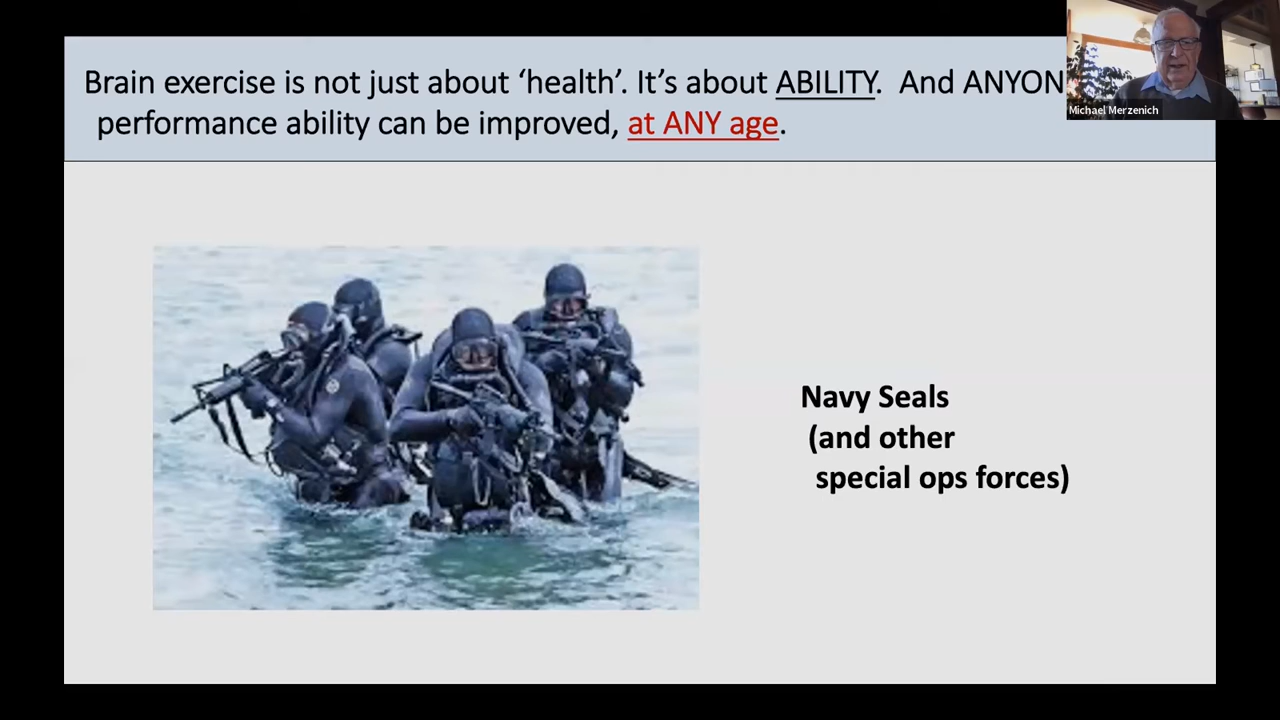 Brain exercise is not just about ‘health’. It’s about ABILITY. And ANYON
performance ability can be improved, at ANY age.
Michael Merzenich
Navy Seals
(and other
special ops forces)